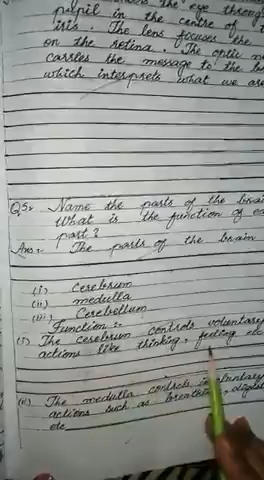 the eye through
pupil in the centre of
iris. The lens focuses the
on the retina. The optic
carries the message to the
which interprets what we are
Q5. Name the parts of the brain
What is the function of
part?
Ans:- The parts of the brain
(i) Cerebrum
(ii) medulla
(iii) Cerebellum
Function:-
(i) The cerebrum controls voluntary
actions like thinking, feeling etc
(ii) The medulla controls involuntary
actions such as breathing,
etc